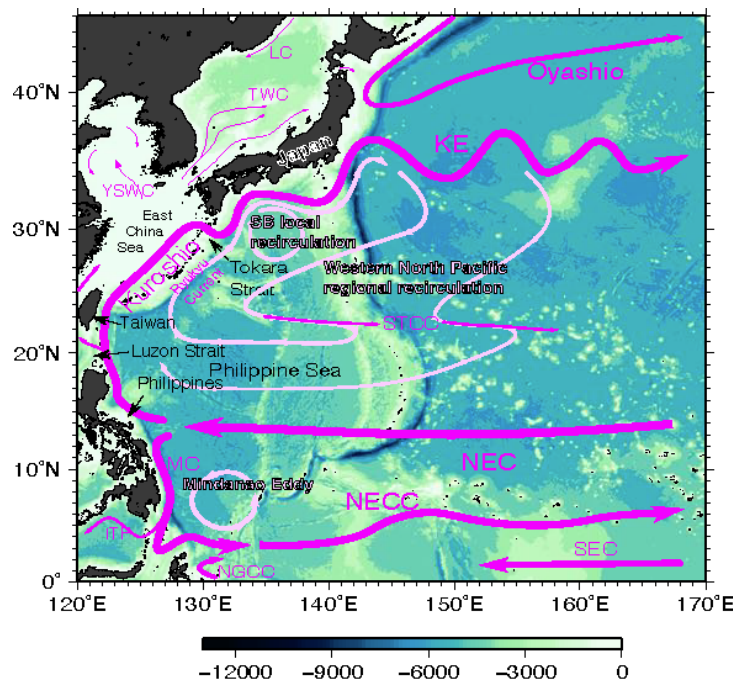 LC
Oyashio
40°N
TWC
KE
Japan
YSWC
30°N
East
China
Sea
SB local
recirculation
Kuroshio
Tokara
Strait
Ryukyu
Current
Western North Pacific
regional recirculation
Taiwan
STCC
20°N
Luzon Strait
Philippine Sea
Philippines
NEC
10°N
MC
Mindanao Eddy
NECC
ITF
SEC
NGCC
0°
120°E
130°E
140°E
150°E
160°E
170°E
−12000
−9000
−6000
−3000
0